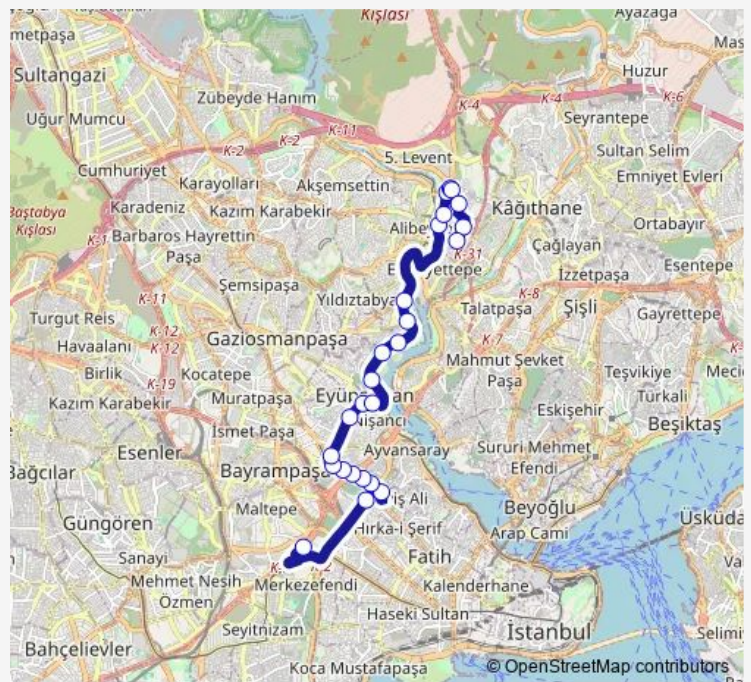 Kışlası
Ayazağa
metpaşa
Sultangazi
Huzur
K-4
K-4
K-6
Zübeyde Hanım
K-11
K-2
K-2
Uğur Mumcu
Seyrantepe
5. Levent
Sultan Selim
Cumhuriyet
Karayolları
Akşemsettin
Emniyet Evleri
Baştabya
Kışlası
Karadeniz
Kazım Karabekir
Kâğıthane
Ortabayır
K-1
Barbaros Hayrettin
Paşa
Çağlayan
K-31
Esentepe
İzzetpaşa
Şemsipaşa
K-8
K-11
Yıldıztabya
Talatpaşa
Şişli
Gayrettepe
Turgut Reis
K-12
K-12
Gaziosmanpaşa
K-7
Havaalanı
Mahmut Şevket
Paşa
Birlik
K-19
Kocatepe
Teşvikiye
Kazım Karabekir
Muratpaşa
Türkali
Eskişehir
Beşiktaş
İsmet Paşa
Nişancı
Esenler
Ayvansaray
Sururi Mehmet
Efendi
Bayrampaşa
Güngören
Maltepe
Beyoğlu
Hırka-i Şerif
Arap Cami
Sanayi
Fatih
Mehmet Nesih
Özmen
Merkezefendi
Kalenderhane
Haseki Sultan
Seyitnizam
İstanbul
Bahçelievler
Koca Mustafapaşa
© OpenStreetMap contributors